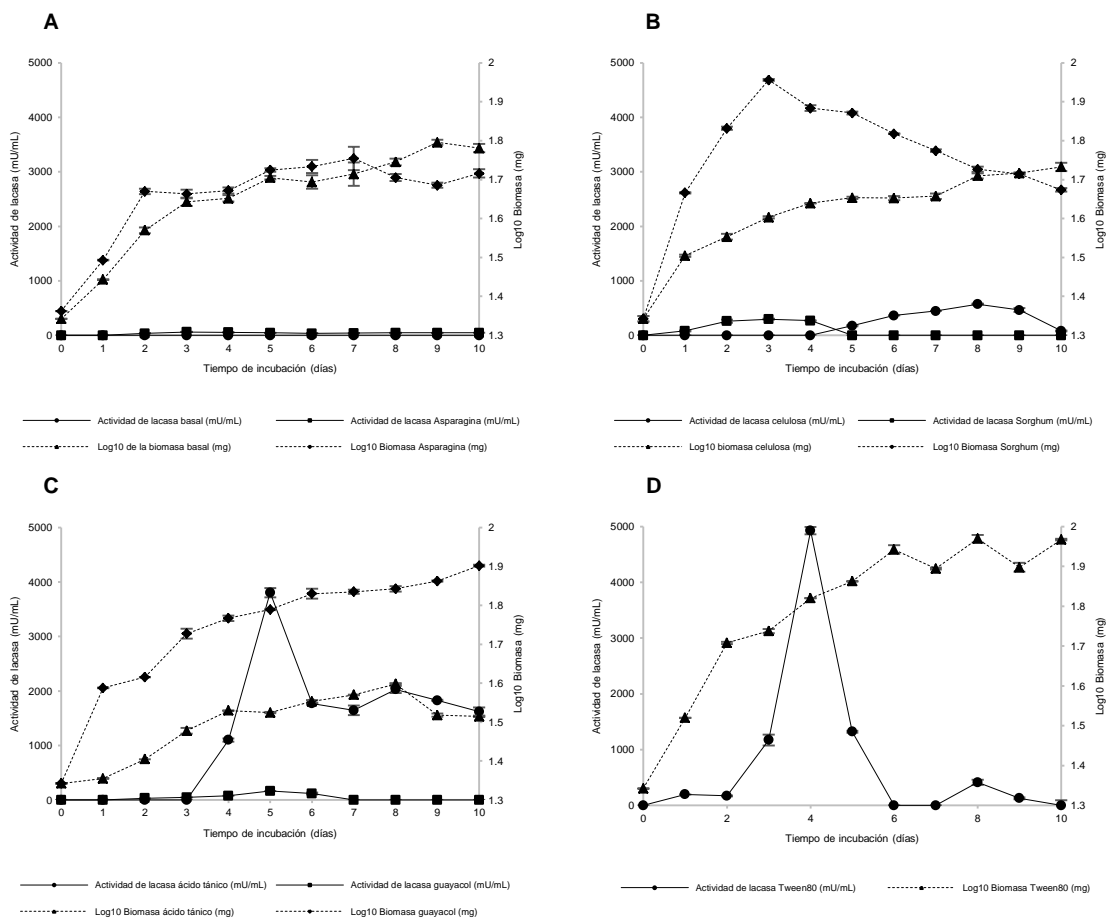 A
5000
4000
3000
2000
1000
0
Actividad de lacasa (mU/mL)
2
1.9
1.8
1.7
1.6
1.5
1.4
1.3
Log10 Biomasa (mg)
0 1 2 3 4 5 6 7 8 9 10
Tiempo de incubación (días)
Actividad de lacasa basal (mU/mL)
Actividad de lacasa Asparagina (mU/mL)
Log10 de la biomasa basal (mg)
Log10 Biomasa Asparagina (mg)
B
5000
4000
3000
2000
1000
0
Actividad de lacasa (mU/mL)
2
1.9
1.8
1.7
1.6
1.5
1.4
1.3
Log10 Biomasa (mg)
0 1 2 3 4 5 6 7 8 9 10
Tiempo de incubación (días)
Actividad de lacasa celulosa (mU/mL)
Actividad de lacasa Sorghum (mU/mL)
Log10 biomasa celulosa (mg)
Log10 Biomasa Sorghum (mg)
C
5000
4000
3000
2000
1000
0
Actividad de lacasa (mU/mL)
2
1.9
1.8
1.7
1.6
1.5
1.4
1.3
Log10 Biomasa (mg)
0 1 2 3 4 5 6 7 8 9 10
Tiempo de incubación (días)
Actividad de lacasa ácido tánico (mU/mL)
Actividad de lacasa guayacol (mU/mL)
Log10 Biomasa ácido tánico (mg)
Log10 Biomasa guayacol (mg)
D
5000
4000
3000
2000
1000
0
Actividad de lacasa (mU/mL)
2
1.9
1.8
1.7
1.6
1.5
1.4
1.3
Log10 Biomasa (mg)
0 2 4 6 8 10
Tiempo de incubación (días)
Actividad de lacasa Tween80 (mU/mL)
Log10 Biomasa Tween80 (mg)